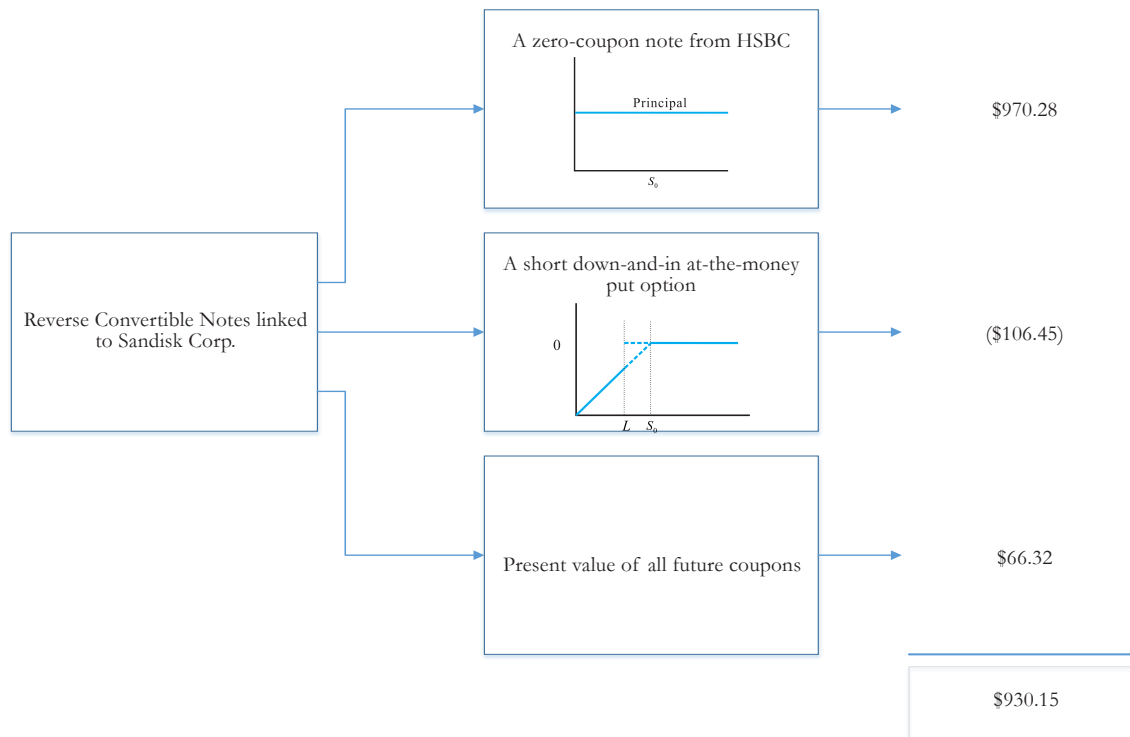 Reverse Convertible Notes linked
to Sandisk Corp.
A zero-coupon note from HSBC
Principal
S₀
$970.28
A short down-and-in at-the-money
put option
0
L S₀
($106.45)
Present value of all future coupons
$66.32
$930.15